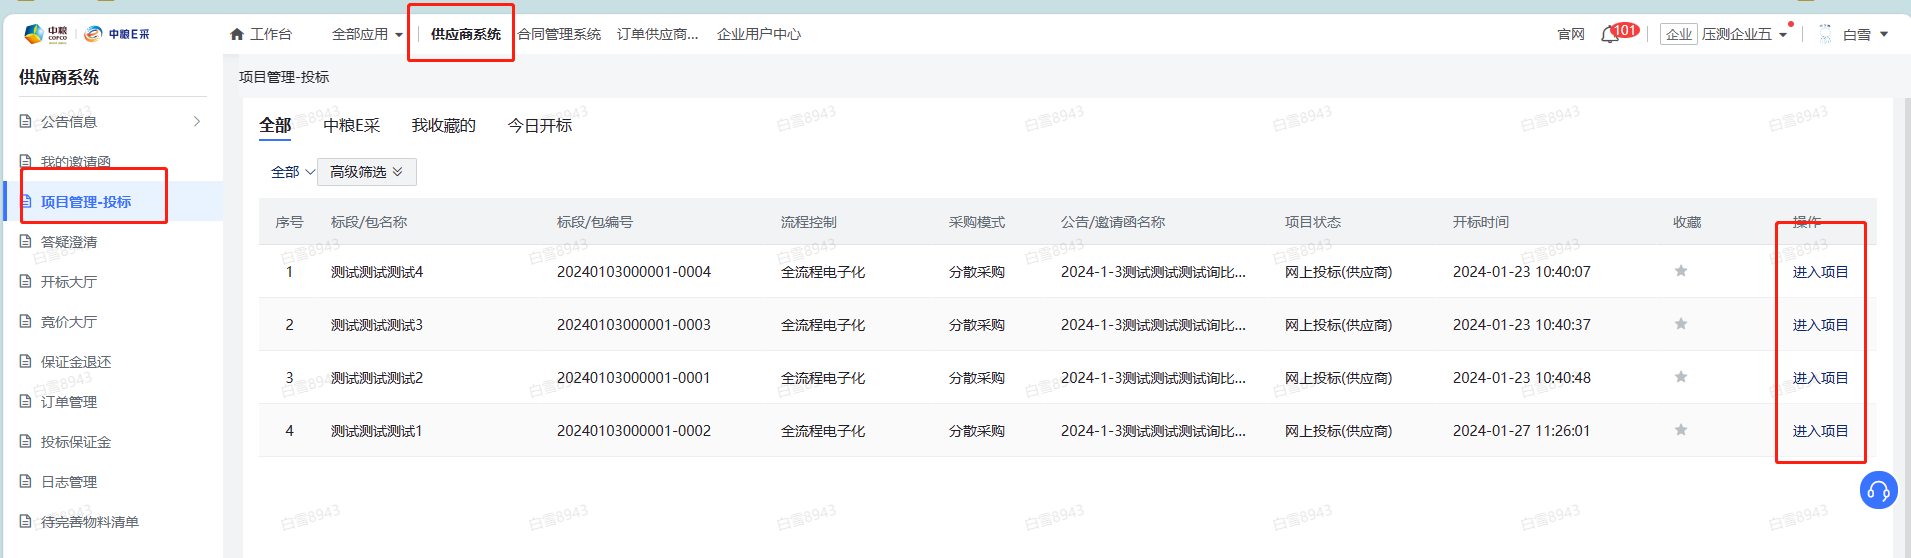 中粮 COFCO 中粮E采 工作台 全部应用 供应商系统 合同管理系统 订单供应商... 企业用户中心 官网 101 企业 压测企业五 白雪
供应商系统
公告信息
我的邀请函
项目管理-投标
答疑澄清
开标大厅
竞价大厅
保证金退还
订单管理
投标保证金
日志管理
待完善物料清单
项目管理-投标
全部 中粮E采 我收藏的 今日开标
全部 高级筛选
序号 标段/包名称 标段/包编号 流程控制 采购模式 公告/邀请函名称 项目状态 开标时间 收藏 操作
1 测试测试测试4 20240103000001-0004 全流程电子化 分散采购 2024-1-3测试测试测试询比... 网上投标(供应商) 2024-01-23 10:40:07 进入项目
2 测试测试测试3 20240103000001-0003 全流程电子化 分散采购 2024-1-3测试测试测试询比... 网上投标(供应商) 2024-01-23 10:40:37 进入项目
3 测试测试测试2 20240103000001-0001 全流程电子化 分散采购 2024-1-3测试测试测试询比... 网上投标(供应商) 2024-01-23 10:40:48 进入项目
4 测试测试测试1 20240103000001-0002 全流程电子化 分散采购 2024-1-3测试测试测试询比... 网上投标(供应商) 2024-01-27 11:26:01 进入项目
白雪8943